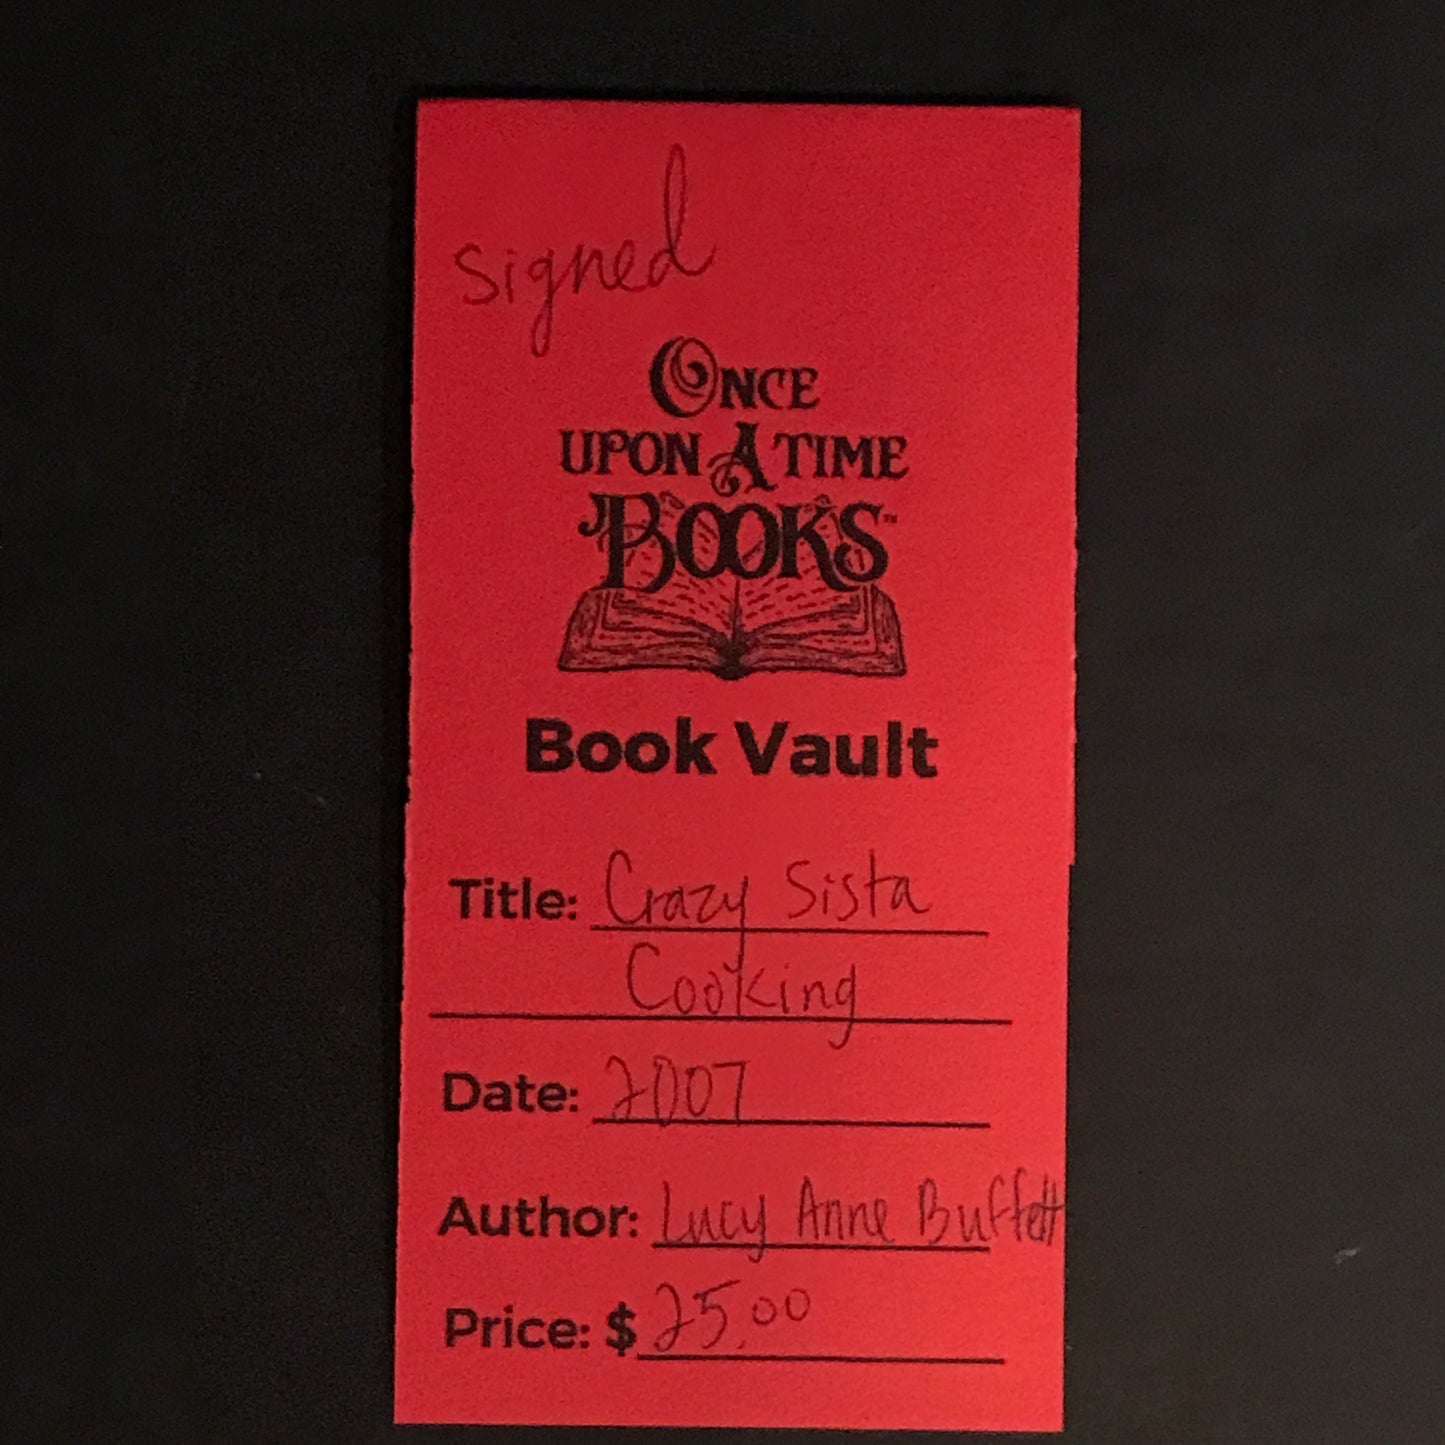 signed
ONCE
UPON A TIME
BOOKS™
Book Vault
Title: Crazy Sista
Cooking
Date: 2007
Author: Lucy Anne Buffett
Price: $25.00